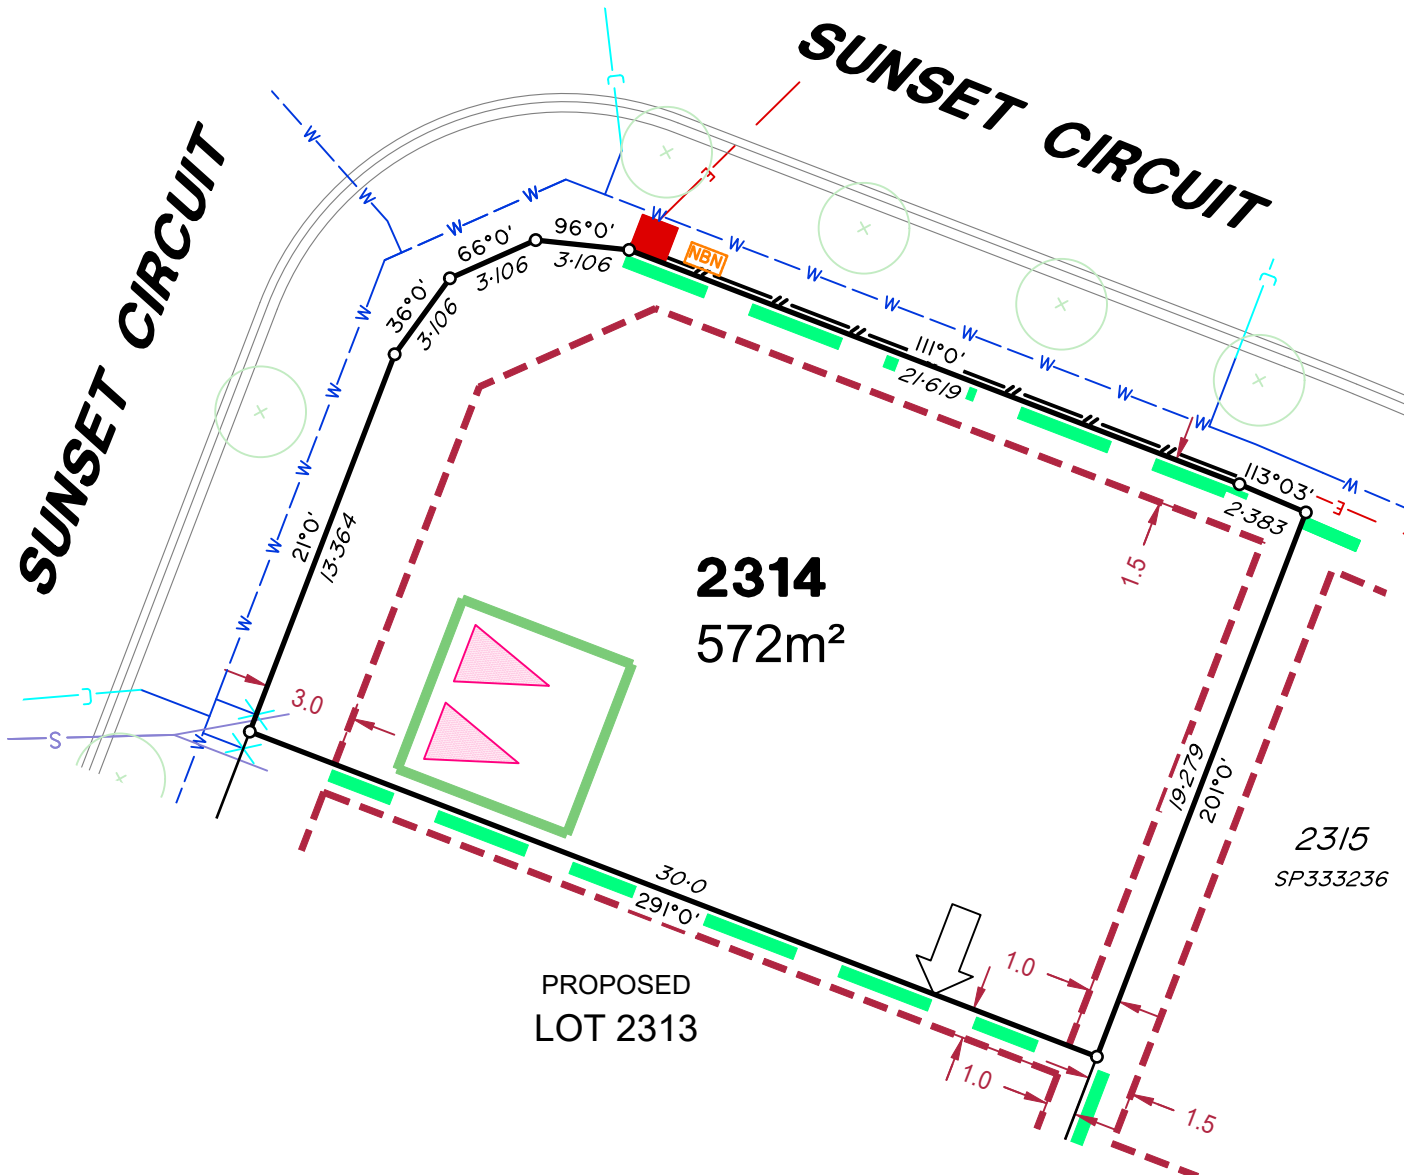 SUNSET CIRCUIT
SUNSET CIRCUIT
W
W
E
W
W
W
96°0'
3·106
66°0'
3·106
36°0'
3·106
NBN
W
W
W
W
W
W
W
W
111°0'
21·619
113°03'
2·383
E
W
W
W
W
W
W
21°0'
13·364
1.5
2314
572m²
3.0
S
W
19·279
201°0'
2315
SP333236
30·0
291°0'
1.0
PROPOSED
LOT 2313
1.0
1.5